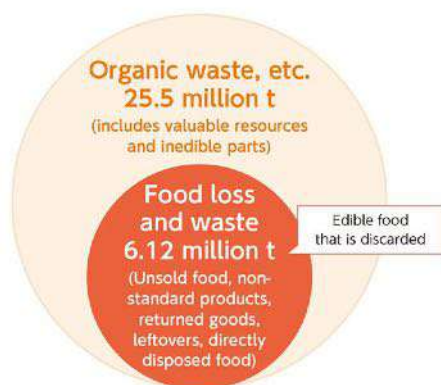 Organic waste, etc.
25.5 million t
(includes valuable resources
and inedible parts)
Food loss
and waste
6.12 million t
(Unsold food, non-
standard products,
returned goods,
leftovers, directly
disposed food)
Edible food
that is discarded